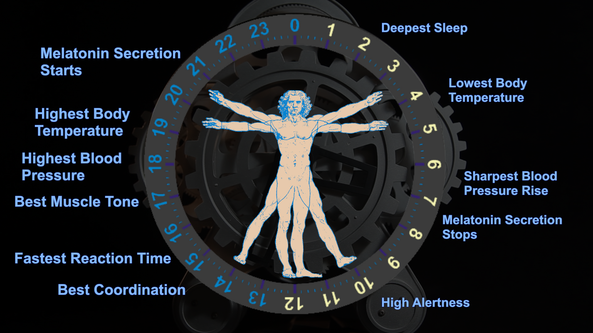 0
1
2
3
4
5
6
7
8
9
10
11
12
13
14
15
16
17
18
19
20
21
22
23
Deepest Sleep
Lowest Body
Temperature
Sharpest Blood
Pressure Rise
Melatonin Secretion
Stops
High Alertness
Best Coordination
Fastest Reaction Time
Best Muscle Tone
Highest Blood
Pressure
Highest Body
Temperature
Melatonin Secretion
Starts